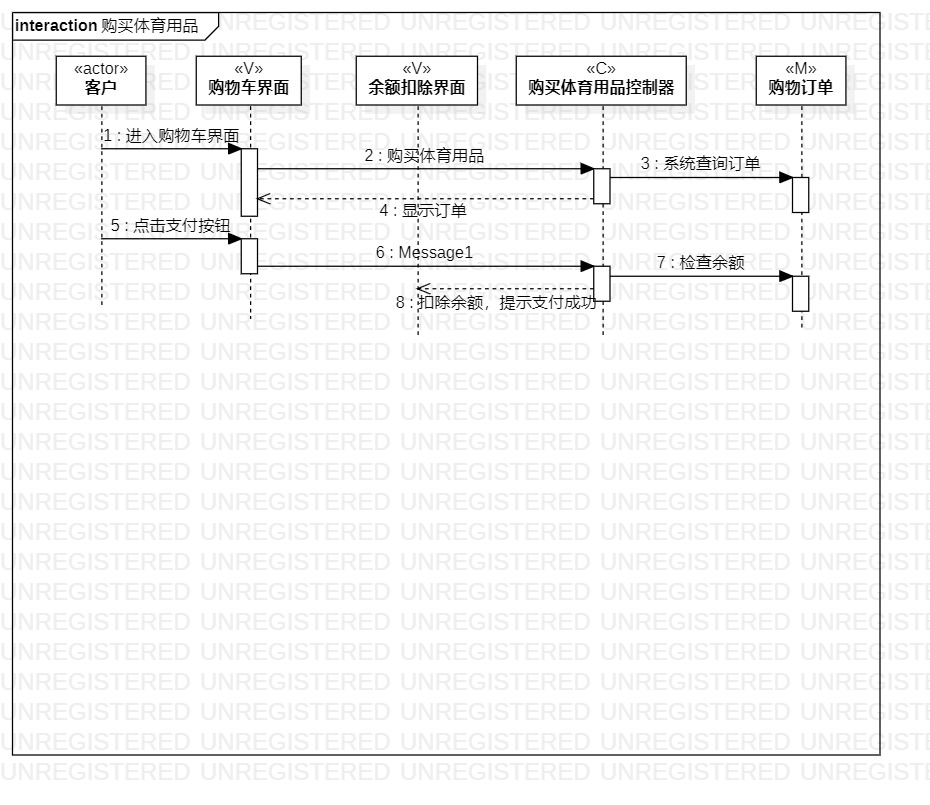 interaction 购买体育用品
«actor»
客户
«V»
购物车界面
«V»
余额扣除界面
«C»
购买体育用品控制器
«M»
购物订单
1 : 进入购物车界面
2 : 购买体育用品
3 : 系统查询订单
4 : 显示订单
5 : 点击支付按钮
6 : Message1
7 : 检查余额
8 : 扣除余额，提示支付成功
UNREGISTERED UNREGISTERED UNREGISTERED UNREGISTERED UNREGISTERED